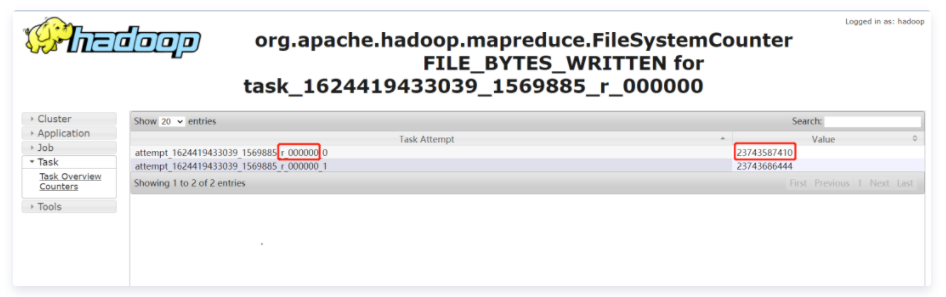 Logged in as: hadoop
hadoop
org.apache.hadoop.mapreduce.FileSystemCounter
FILE_BYTES_WRITTEN for
task_1624419433039_1569885_r_000000
Cluster
Application
Job
Task
Task Overview
Counters
Tools
Show 20 entries
Search:
Task Attempt
Value
attempt_1624419433039_1569885_r_000000_0
23743587410
attempt_1624419433039_1569885_r_000000_1
23743686444
Showing 1 to 2 of 2 entries
First Previous 1 Next Last